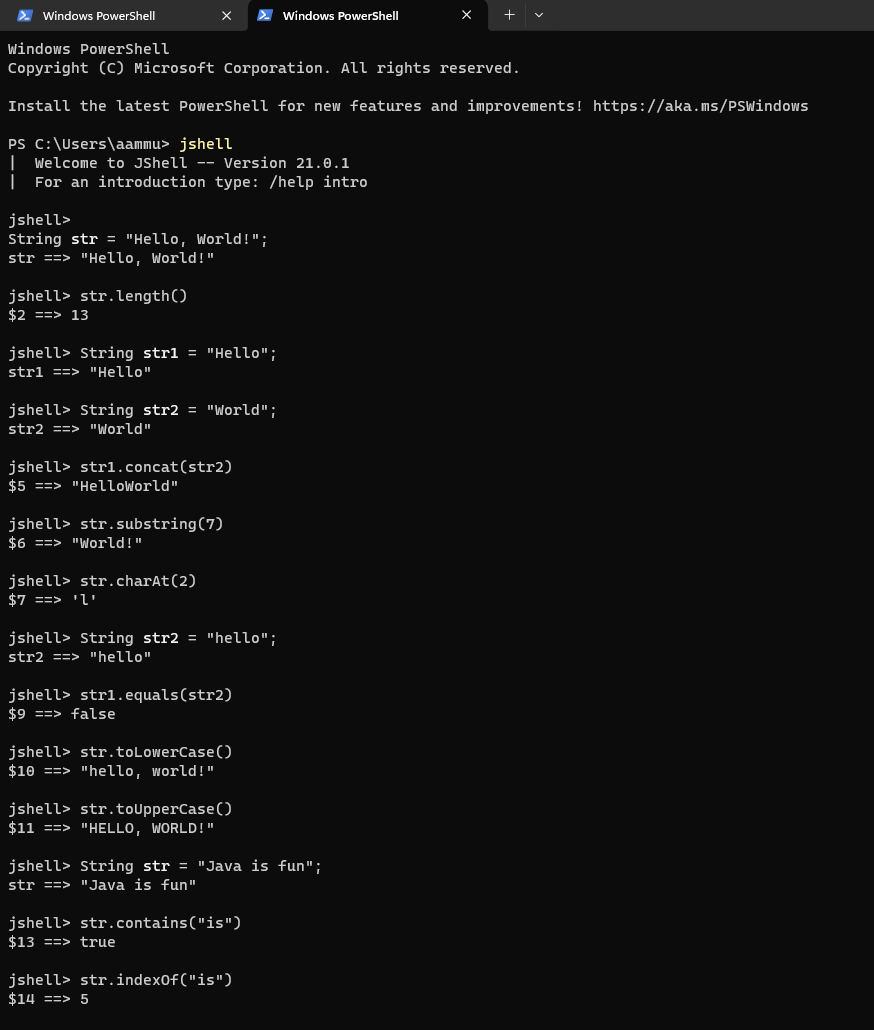 Windows PowerShell
Windows PowerShell
Windows PowerShell
Copyright (C) Microsoft Corporation. All rights reserved.
Install the latest PowerShell for new features and improvements! https://aka.ms/PSWindows
PS C:\Users\aammu> jshell
|  Welcome to JShell -- Version 21.0.1
|  For an introduction type: /help intro
jshell>
String str = "Hello, World!";
str ==> "Hello, World!"
jshell> str.length()
$2 ==> 13
jshell> String str1 = "Hello";
str1 ==> "Hello"
jshell> String str2 = "World";
str2 ==> "World"
jshell> str1.concat(str2)
$5 ==> "HelloWorld"
jshell> str.substring(7)
$6 ==> "World!"
jshell> str.charAt(2)
$7 ==> 'l'
jshell> String str2 = "hello";
str2 ==> "hello"
jshell> str1.equals(str2)
$9 ==> false
jshell> str.toLowerCase()
$10 ==> "hello, world!"
jshell> str.toUpperCase()
$11 ==> "HELLO, WORLD!"
jshell> String str = "Java is fun";
str ==> "Java is fun"
jshell> str.contains("is")
$13 ==> true
jshell> str.indexOf("is")
$14 ==> 5